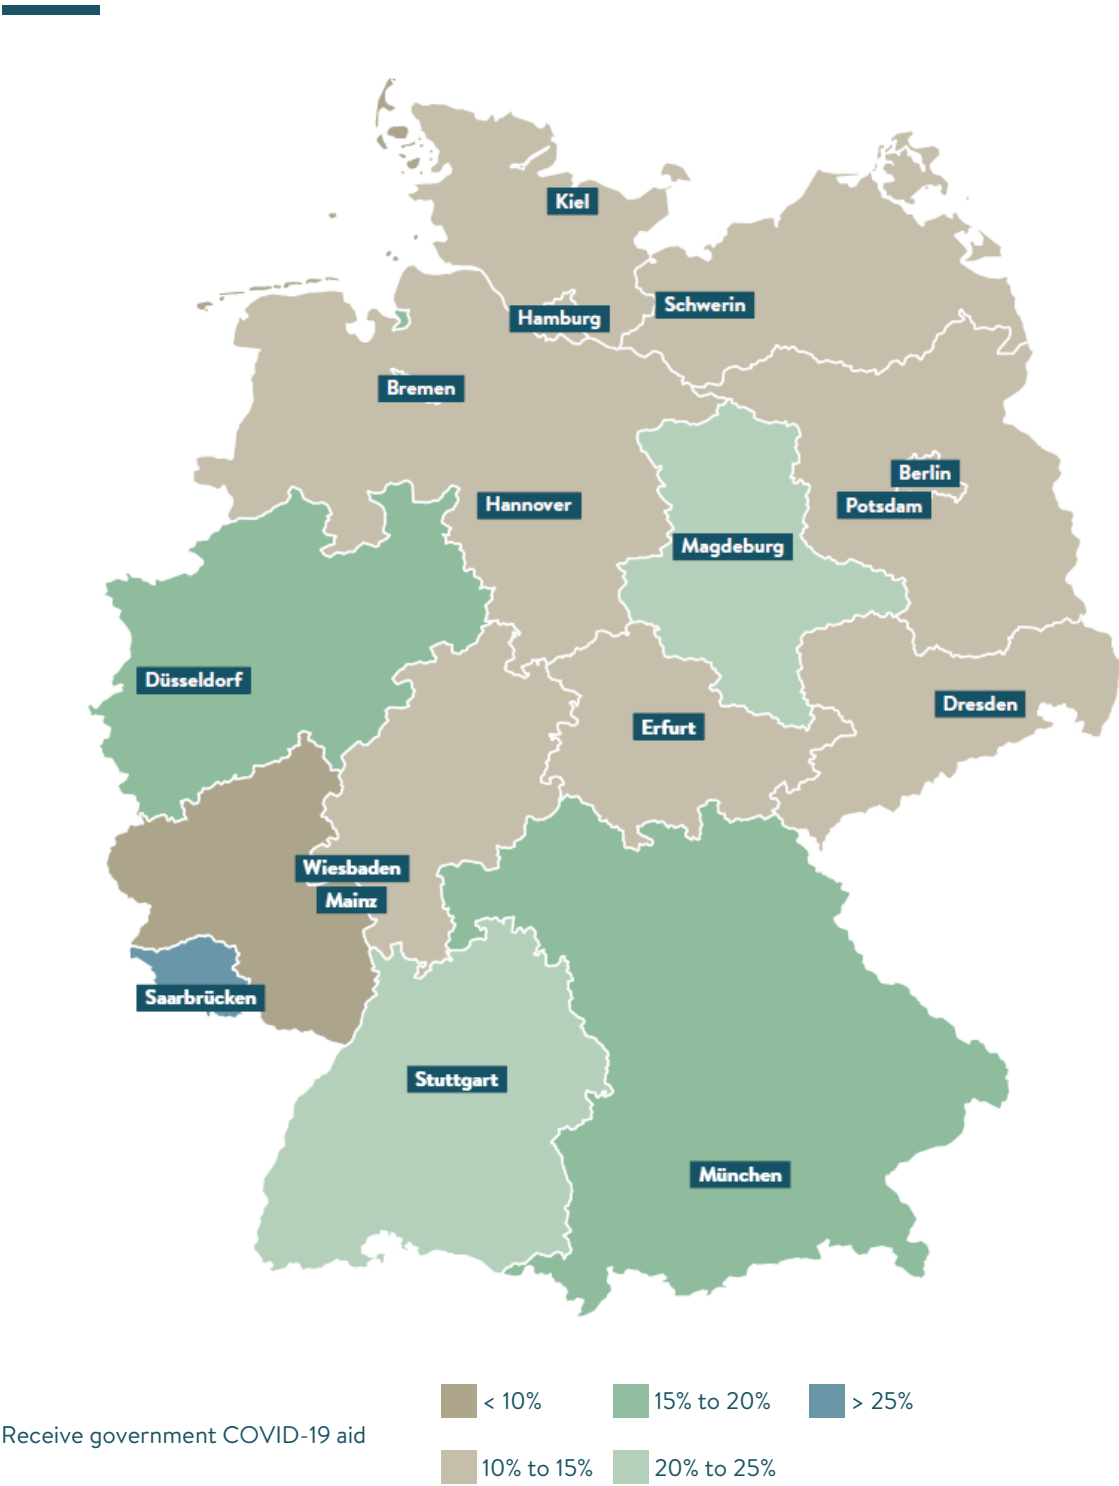 Kiel
Schwerin
Hamburg
Bremen
Berlin
Hannover
Potsdam
Magdeburg
Düsseldorf
Dresden
Erfurt
Wiesbaden
Mainz
Saarbrücken
Stuttgart
München
< 10%
15% to 20%
> 25%
Receive government COVID-19 aid
10% to 15%
20% to 25%